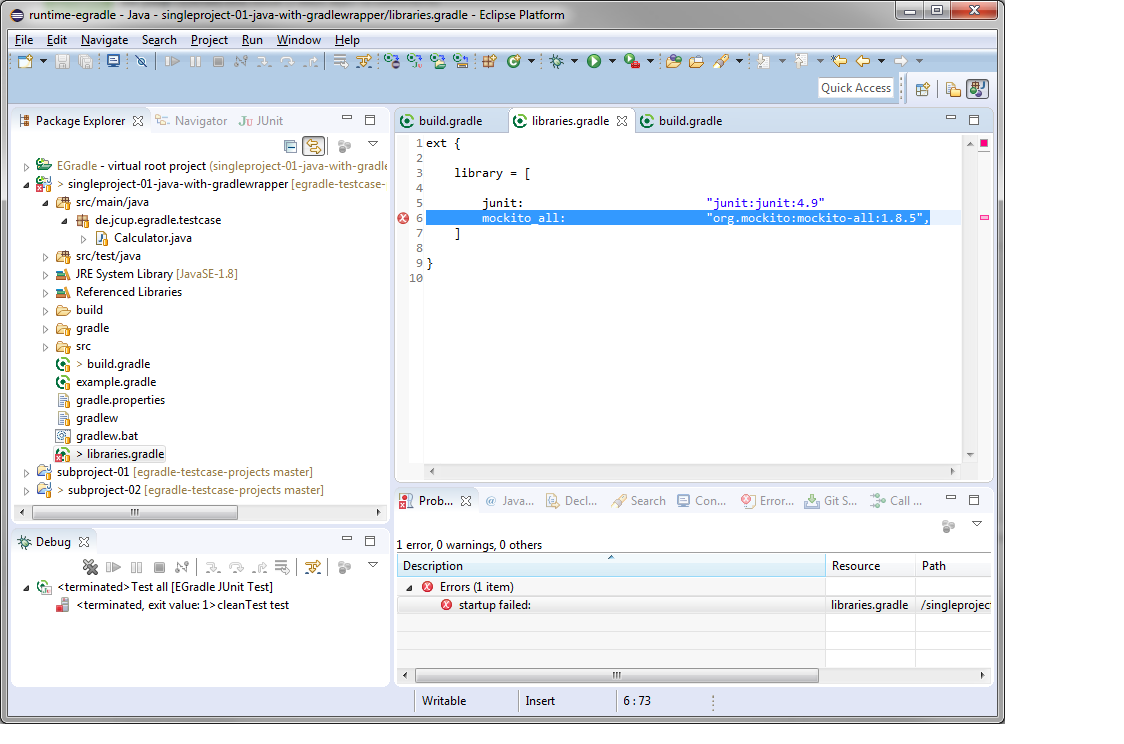 runtime-egradle - Java - singleproject-01-java-with-gradlewrapper/libraries.gradle - Eclipse Platform
File Edit Navigate Search Project Run Window Help
Quick Access
Package Explorer Navigator JUnit
EGradle - virtual root project (singleproject-01-java-with-gradle
> singleproject-01-java-with-gradlewrapper [egradle-testcase-
src/main/java
de.jcup.egradle.testcase
Calculator.java
src/test/java
JRE System Library [JavaSE-1.8]
Referenced Libraries
build
gradle
src
> build.gradle
example.gradle
gradle.properties
gradlew
gradlew.bat
> libraries.gradle
subproject-01 [egradle-testcase-projects master]
> subproject-02 [egradle-testcase-projects master]
Debug
<terminated>Test all [EGradle JUnit Test]
<terminated, exit value: 1>cleanTest test
build.gradle libraries.gradle build.gradle
1 ext {
2
3 library = [
4
5 junit: "junit:junit:4.9"
6 mockito_all: "org.mockito:mockito-all:1.8.5",
7 ]
8
9 }
10
Prob... Java... Decl... Search Con... Error... Git S... Call ...
1 error, 0 warnings, 0 others
Description Resource Path
Errors (1 item)
startup failed: libraries.gradle /singleprojec
Writable Insert 6 : 73